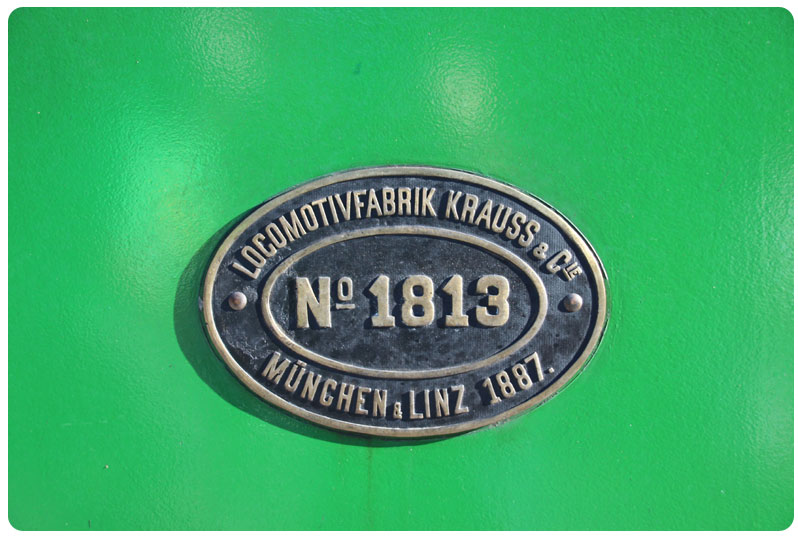 LOCOMOTIVFABRIK KRAUSS & CIE
Nº 1813
MÜNCHEN & LINZ 1887.